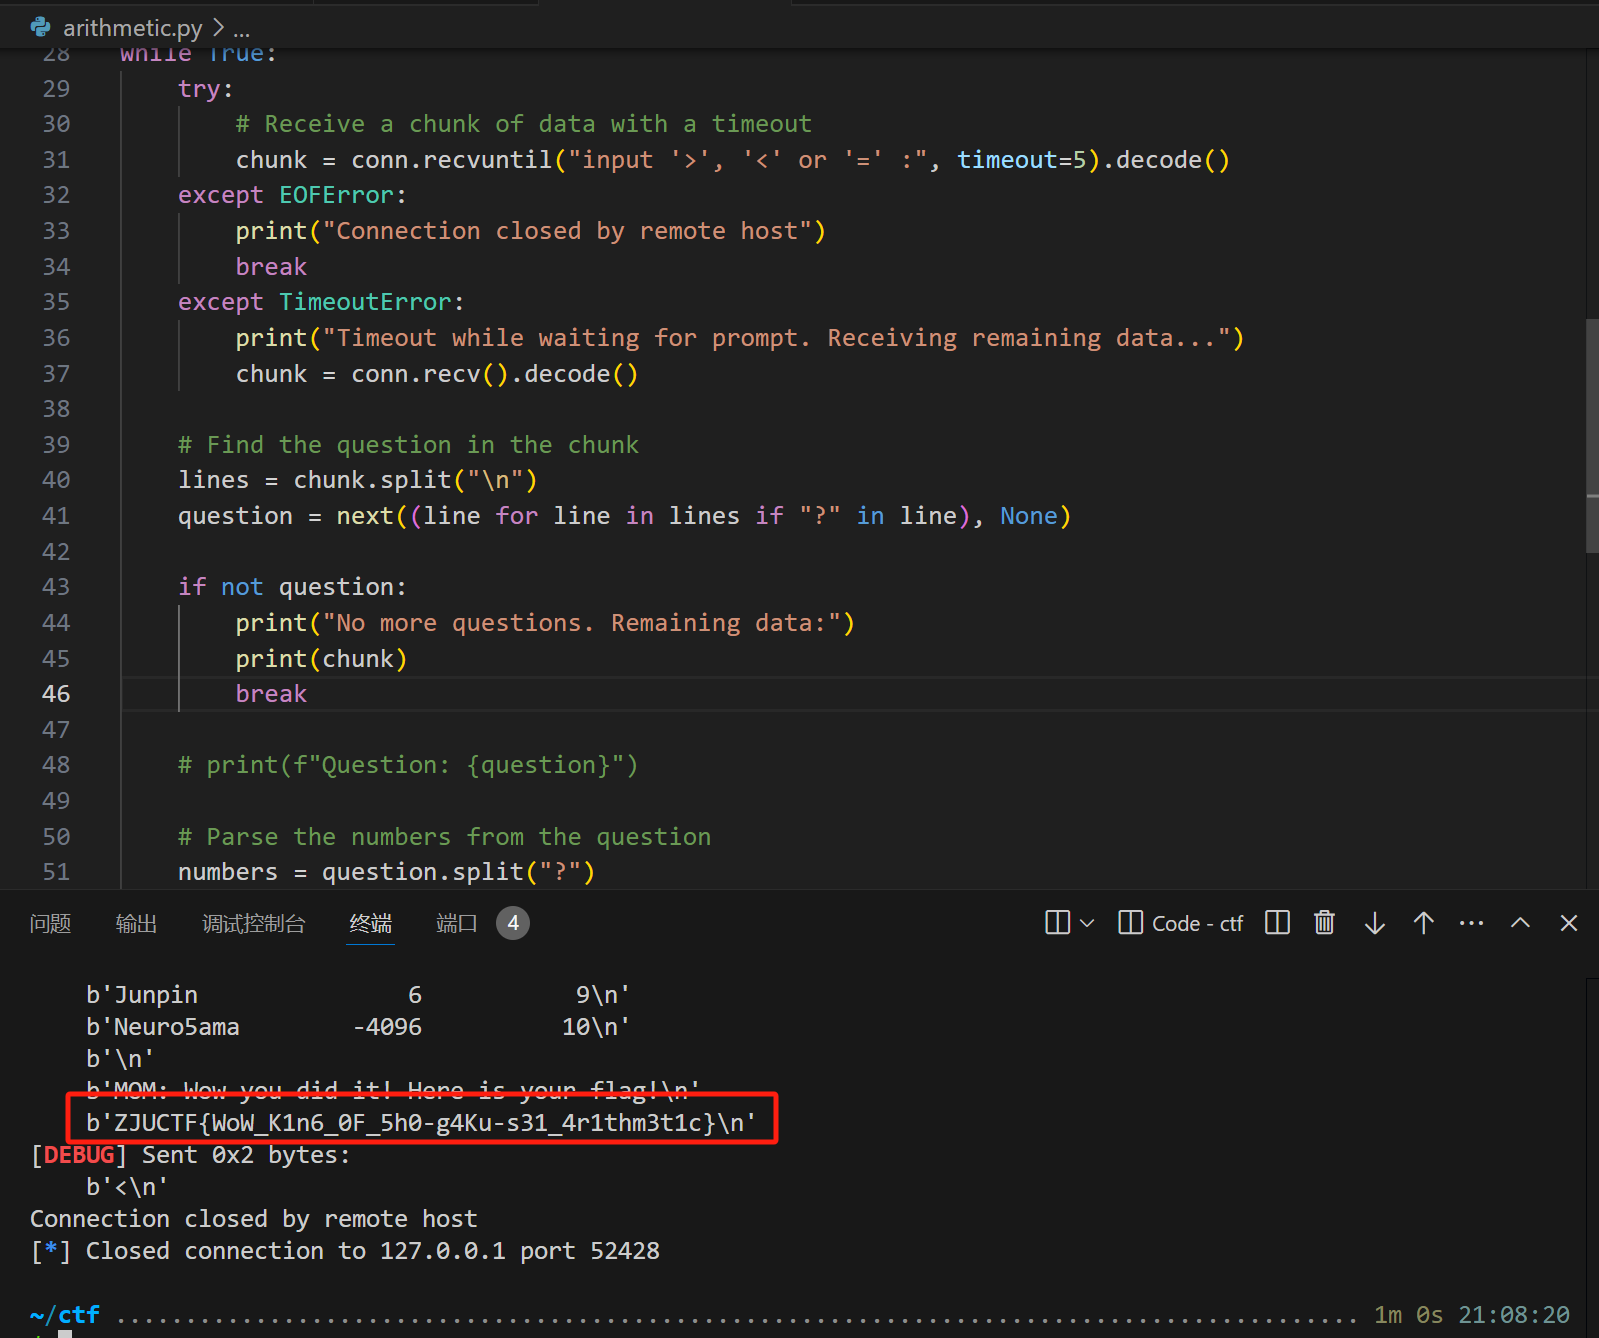 arithmetic.py > ...
28 while True:
29 try:
30 # Receive a chunk of data with a timeout
31 chunk = conn.recvuntil("input '>', '<' or '=' :", timeout=5).decode()
32 except EOFError:
33 print("Connection closed by remote host")
34 break
35 except TimeoutError:
36 print("Timeout while waiting for prompt. Receiving remaining data...")
37 chunk = conn.recv().decode()
38
39 # Find the question in the chunk
40 lines = chunk.split("\n")
41 question = next((line for line in lines if "?" in line), None)
42
43 if not question:
44 print("No more questions. Remaining data:")
45 print(chunk)
46 break
47
48 # print(f"Question: {question}")
49
50 # Parse the numbers from the question
51 numbers = question.split("?")
问题 输出 调试控制台 终端 端口 4 Code - ctf
b'Junpin 6 9\n'
b'Neuro5ama -4096 10\n'
b'\n'
b'MOM: Wow you did it! Here is your flag!\n'
b'ZJUCTF{WoW_K1n6_0F_5h0-g4Ku-s31_4r1thm3t1c}\n'
[DEBUG] Sent 0x2 bytes:
b'<\n'
Connection closed by remote host
[*] Closed connection to 127.0.0.1 port 52428
~/ctf ........................................................................................ 1m 0s 21:08:20